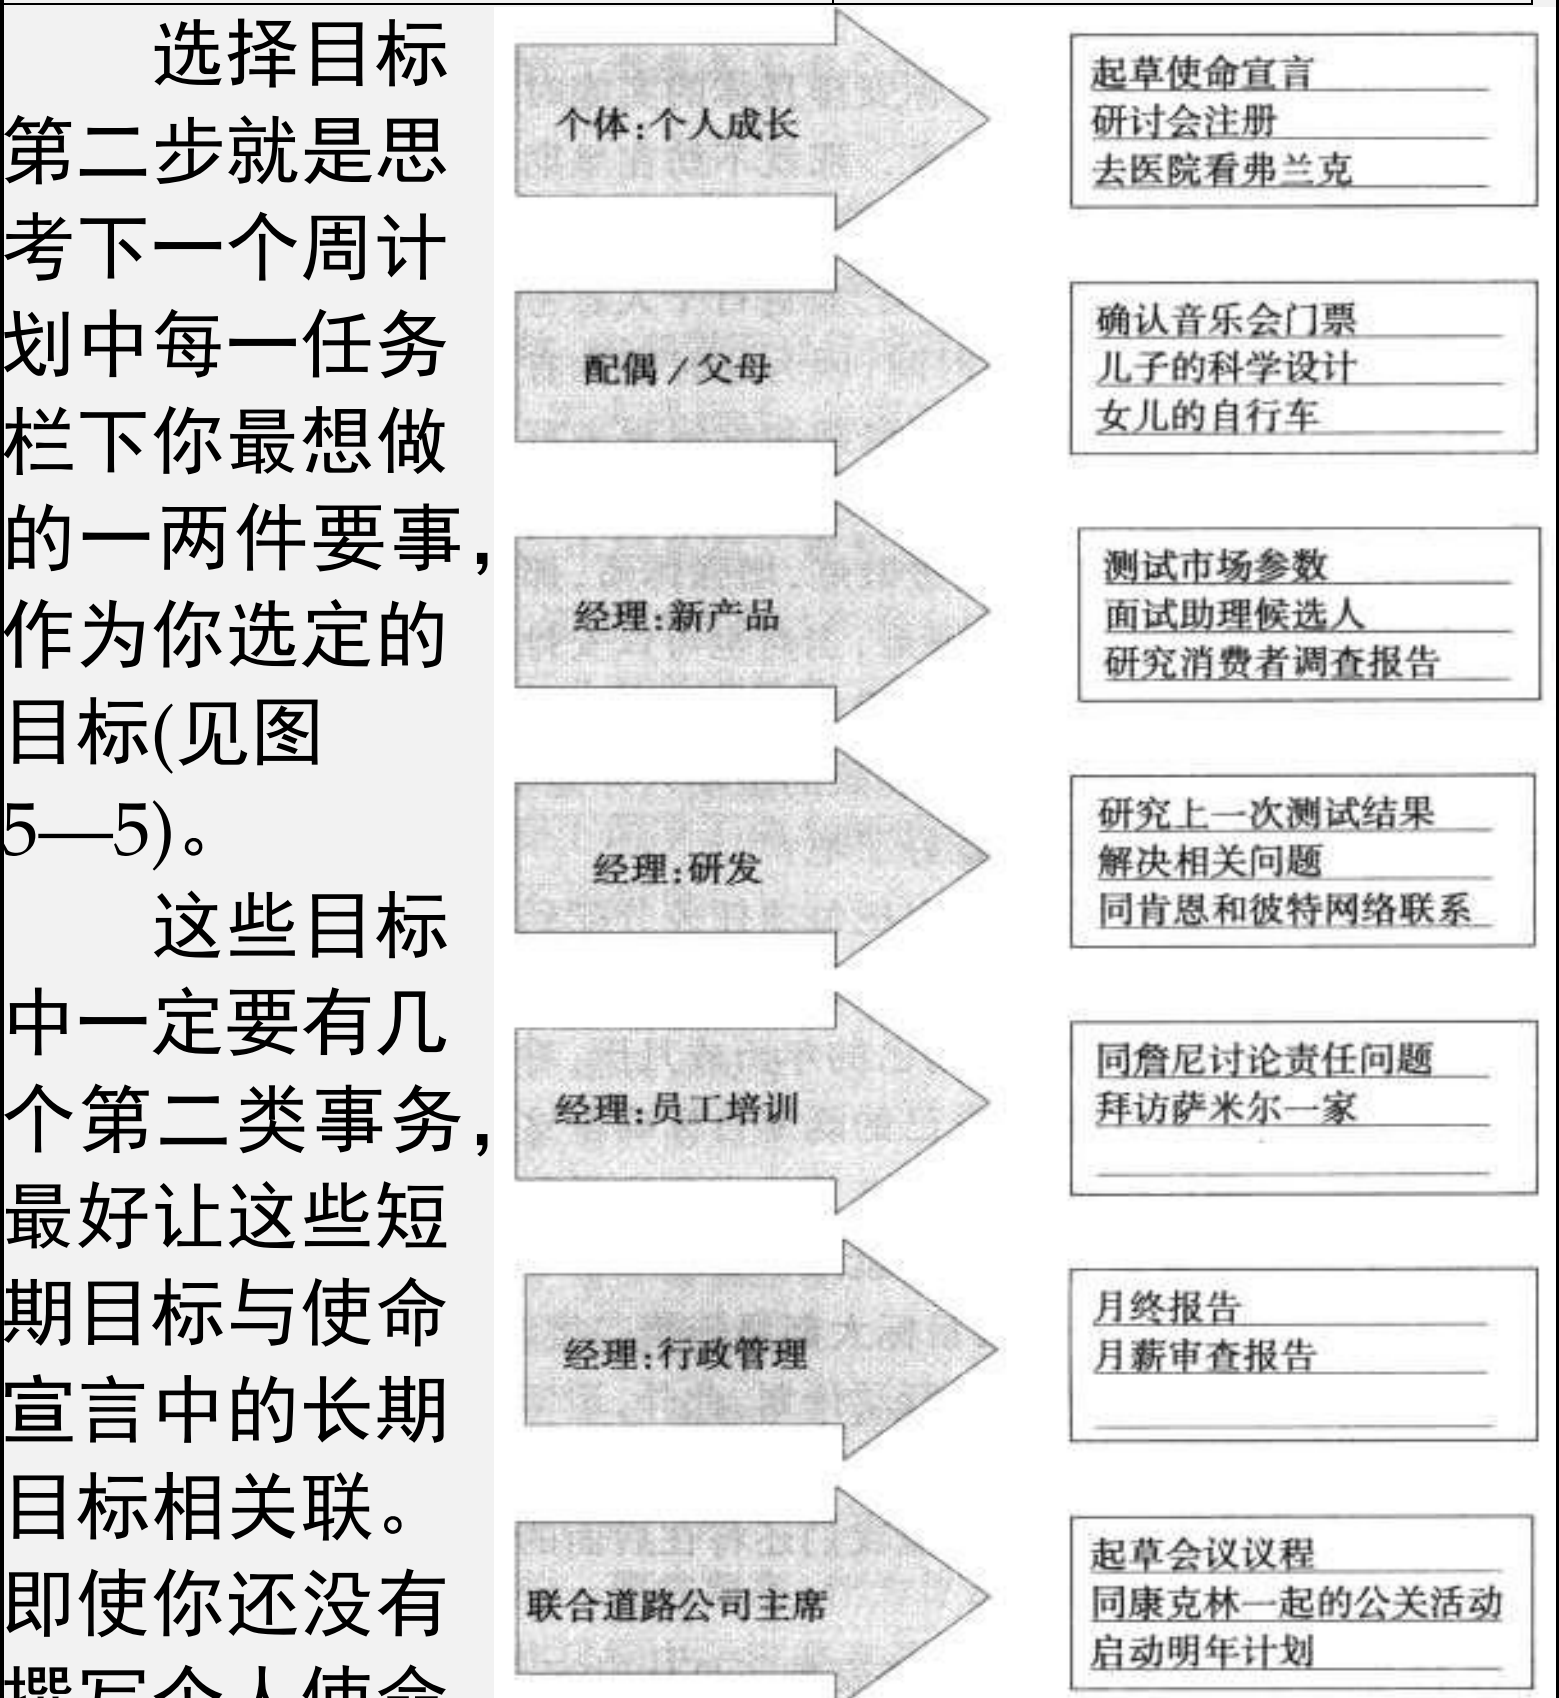 选择目标
第二步就是思
考下一个周计
划中每一任务
栏下你最想做
的一两件要事,
作为你选定的
目标(见图
5—5)。
这些目标
中一定要有几
个第二类事务,
最好让这些短
期目标与使命
宣言中的长期
目标相关联。
即使你还没有
撰写个人使命
个体:个人成长
起草使命宣言
研讨会注册
去医院看弗兰克
配偶/父母
确认音乐会门票
儿子的科学设计
女儿的自行车
经理:新产品
测试市场参数
面试助理候选人
研究消费者调查报告
经理:研发
研究上一次测试结果
解决相关问题
同肯恩和彼特网络联系
经理:员工培训
同詹尼讨论责任问题
拜访萨米尔一家
经理:行政管理
月终报告
月薪审查报告
联合道路公司主席
起草会议议程
同康克林一起的公关活动
启动明年计划